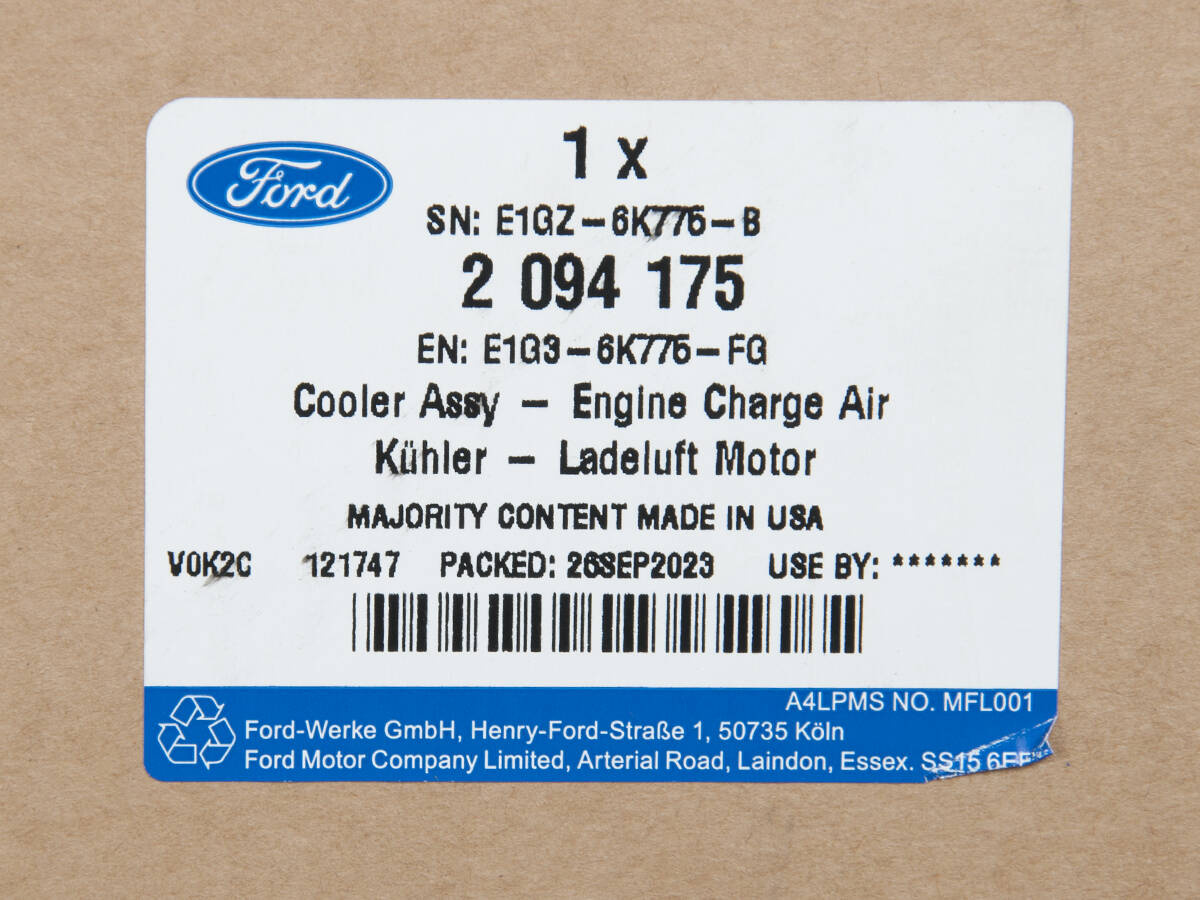 Ford
1 x
SN: E1GZ-6K775-B
2 094 175
EN: E1G3-6K775-FG
Cooler Assy - Engine Charge Air
Kühler - Ladeluft Motor
MAJORITY CONTENT MADE IN USA
V0K2C 121747 PACKED: 26SEP2023 USE BY: *******
A4LPMS NO. MFL001
Ford-Werke GmbH, Henry-Ford-Straße 1, 50735 Köln
Ford Motor Company Limited, Arterial Road, Laindon, Essex. SS15